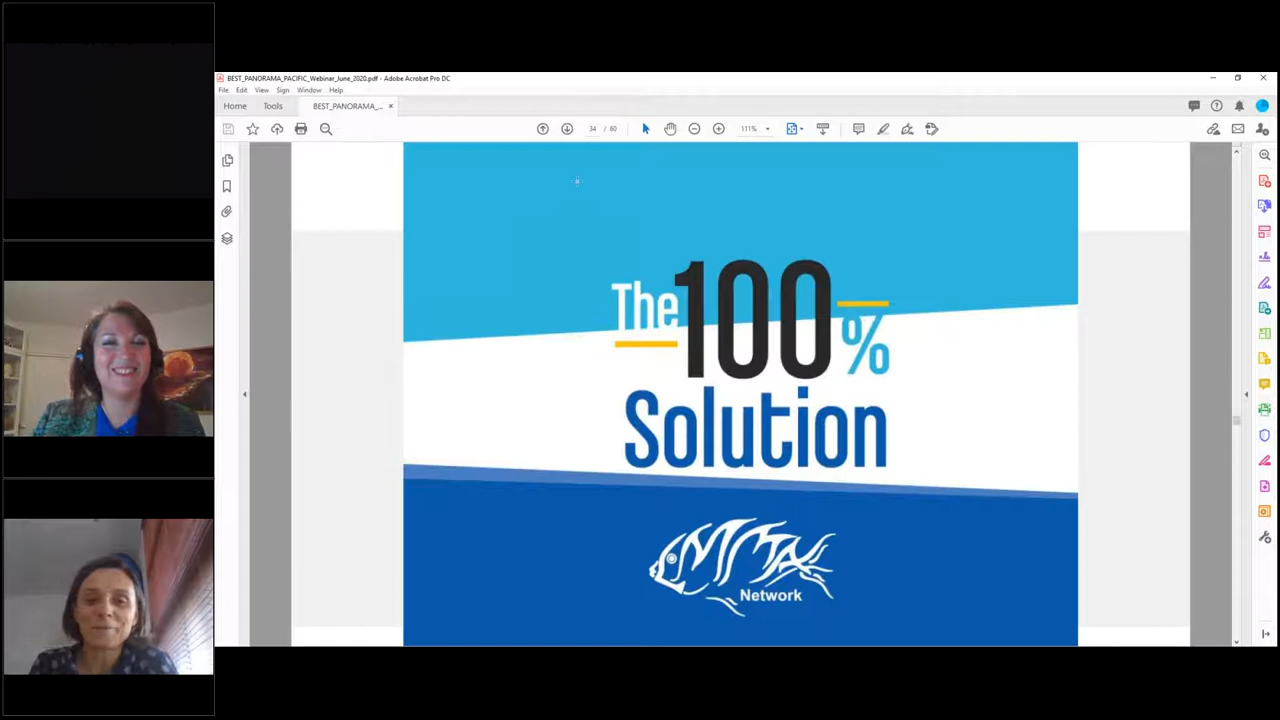 BEST_PANORAMA_PACIFIC_Webinar_June_2020.pdf - Adobe Acrobat Pro DC
File Edit View Sign Window Help
Home Tools BEST_PANORAMA_...
34 / 60 111%
The 100%
Solution
Network